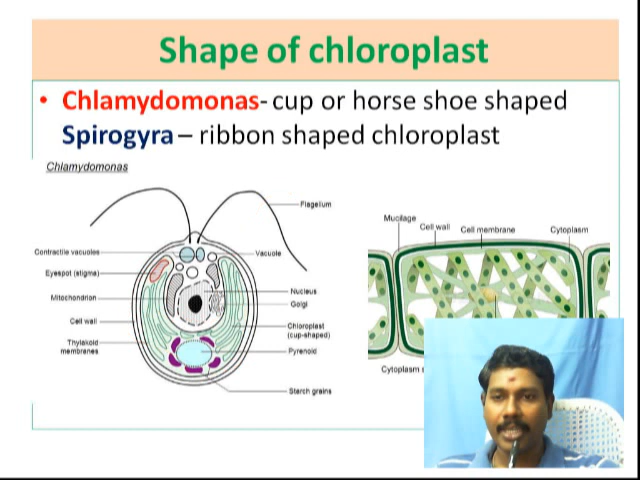 Shape of chloroplast
• Chlamydomonas- cup or horse shoe shaped
Spirogyra – ribbon shaped chloroplast
Chlamydomonas
Flagellum
Contractile vacuoles
Vacuole
Eyespot (stigma)
Nucleus
Mitochondrion
Golgi
Cell wall
Chloroplast
(cup-shaped)
Thylakoid
membranes
Pyrenoid
Starch grains
Mucilage
Cell wall
Cell membrane
Cytoplasm
Cytoplasm